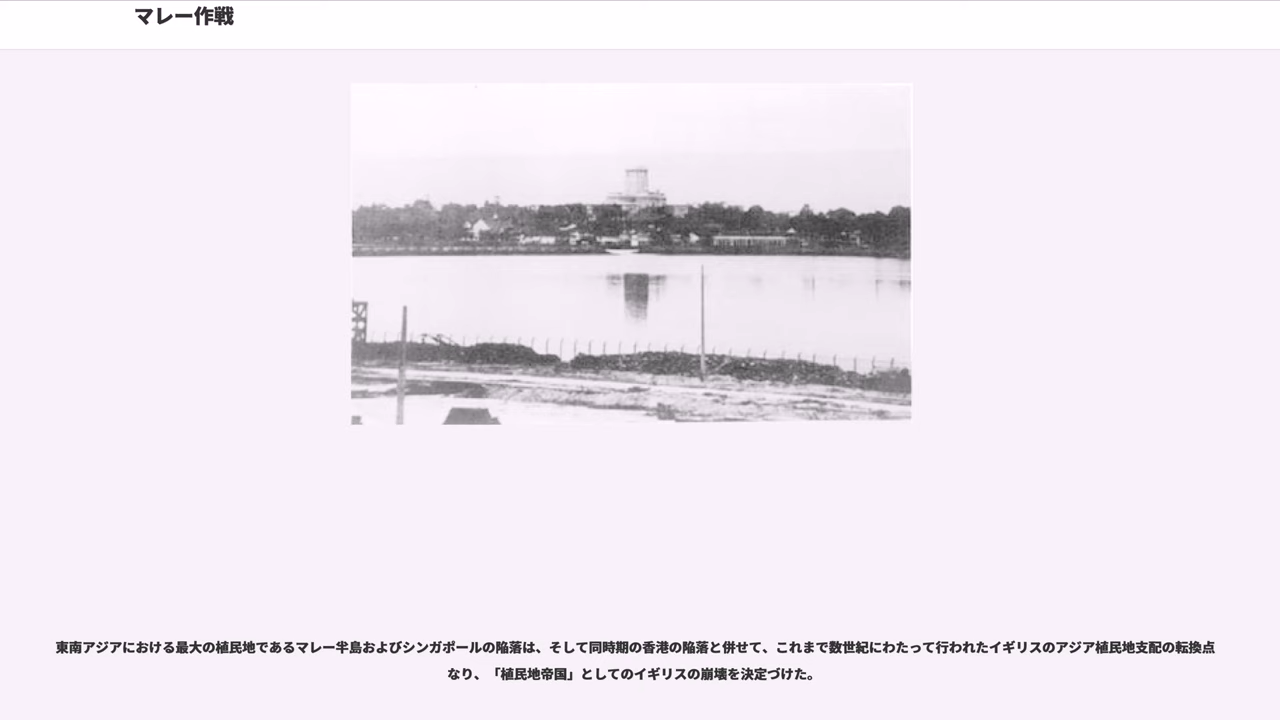 マレー作戦
東南アジアにおける最大の植民地であるマレー半島およびシンガポールの陥落は、そして同時期の香港の陥落と併せて、これまで数世紀にわたって行われたイギリスのアジア植民地支配の転換点
なり、「植民地帝国」としてのイギリスの崩壊を決定づけた。